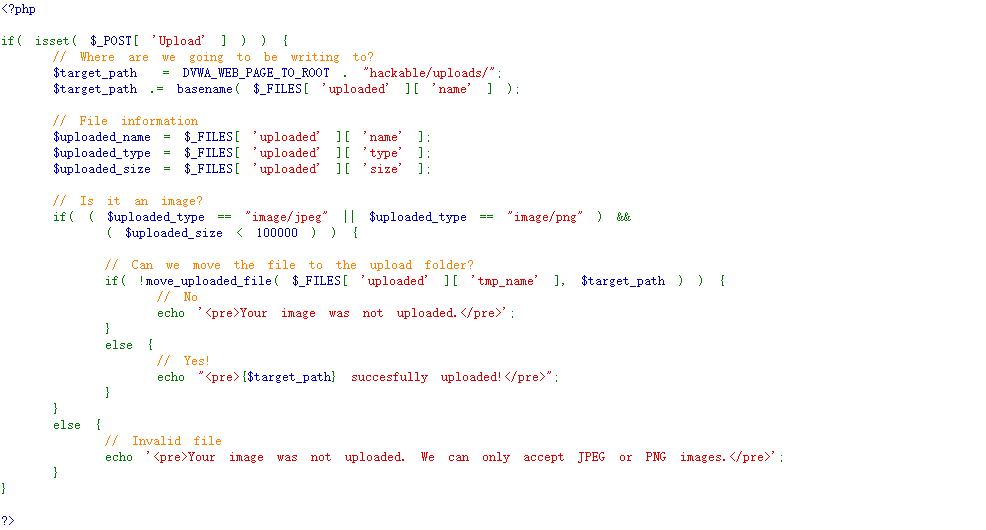 <?php
if( isset( $_POST[ 'Upload' ] ) ) {
// Where are we going to be writing to?
$target_path = DVWA_WEB_PAGE_TO_ROOT . "hackable/uploads/";
$target_path .= basename( $_FILES[ 'uploaded' ][ 'name' ] );
// File information
$uploaded_name = $_FILES[ 'uploaded' ][ 'name' ];
$uploaded_type = $_FILES[ 'uploaded' ][ 'type' ];
$uploaded_size = $_FILES[ 'uploaded' ][ 'size' ];
// Is it an image?
if( ( $uploaded_type == "image/jpeg" || $uploaded_type == "image/png" ) &&
( $uploaded_size < 100000 ) ) {
// Can we move the file to the upload folder?
if( !move_uploaded_file( $_FILES[ 'uploaded' ][ 'tmp_name' ], $target_path ) ) {
// No
echo '<pre>Your image was not uploaded.</pre>';
}
else {
// Yes!
echo "<pre>{$target_path} succesfully uploaded!</pre>";
}
}
else {
// Invalid file
echo '<pre>Your image was not uploaded. We can only accept JPEG or PNG images.</pre>';
}
}
?>